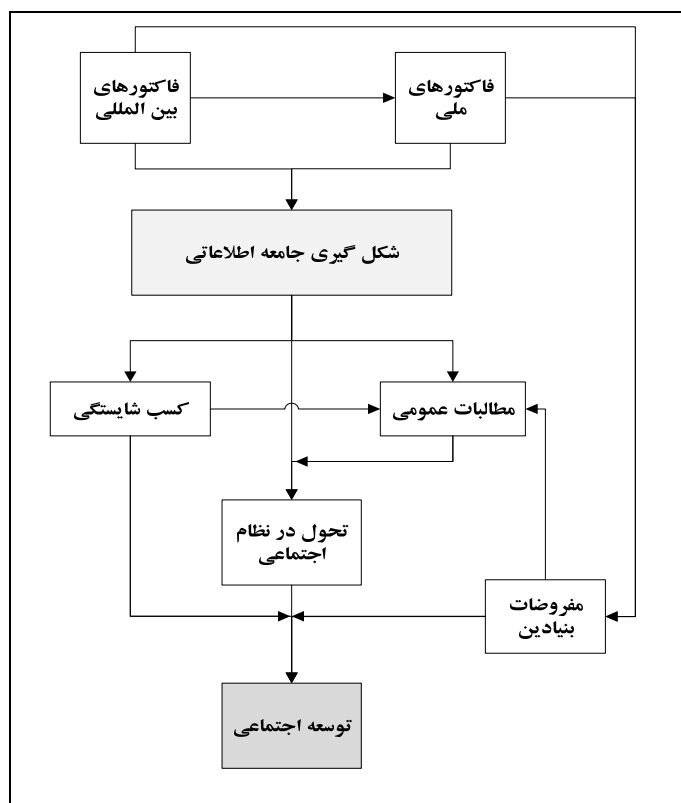 فاکتورهای
بین المللی
فاکتورهای
ملی
شکل گیری جامعه اطلاعاتی
کسب شایستگی
مطالبات عمومی
تحول در نظام
اجتماعی
مفروضات
بنیادین
توسعه اجتماعی